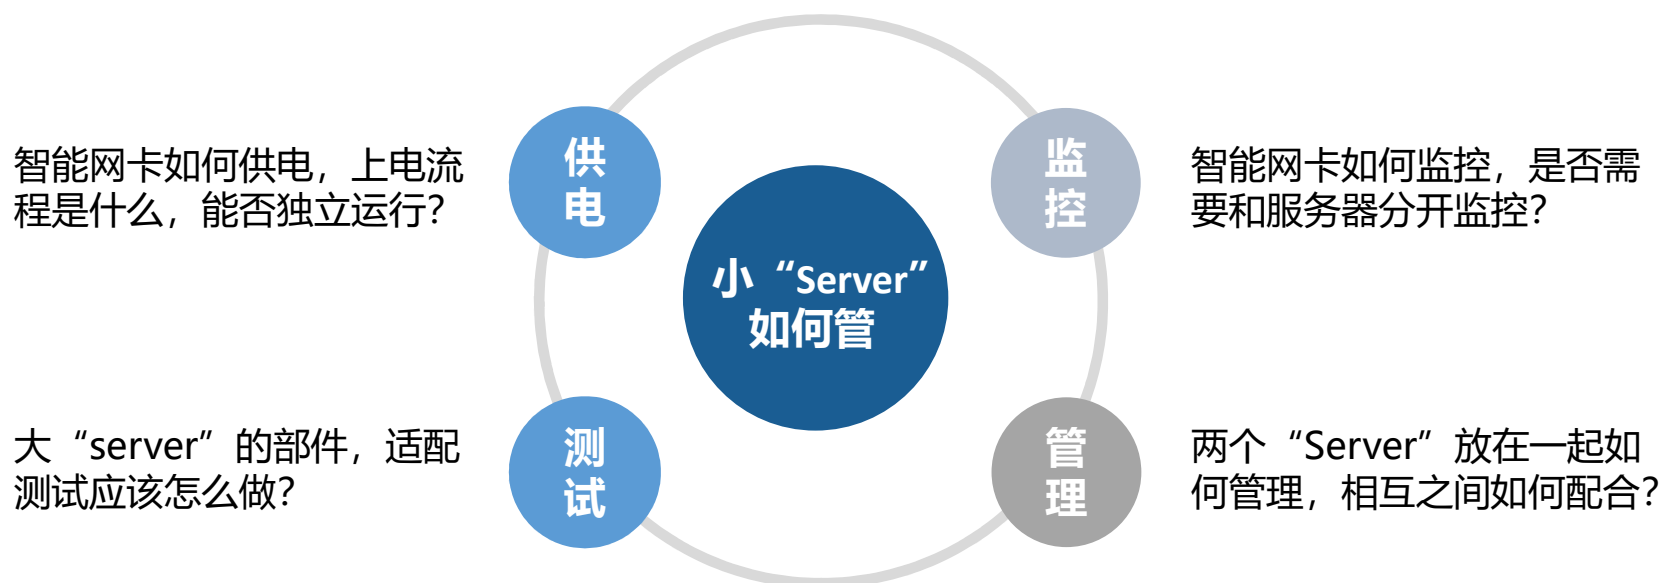 智能网卡如何供电，上电流
程是什么，能否独立运行？
供
电
监
控
智能网卡如何监控，是否需
要和服务器分开监控？
小“Server”
如何管
大“server”的部件，适配
测试应该怎么做？
测
试
管
理
两个“Server”放在一起如
何管理，相互之间如何配合？